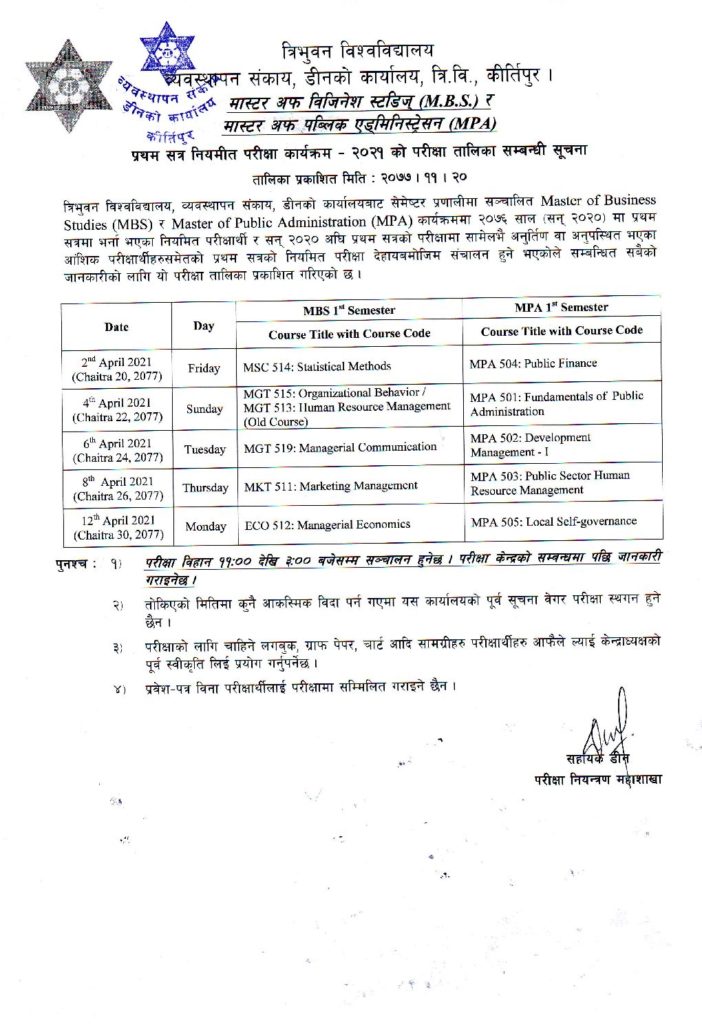 त्रिभुवन विश्वविद्यालय
व्यवस्थापन संकाय, डीनको कार्यालय, त्रि.वि., कीर्तिपुर ।
व्यवस्थापन संकाय
डीनको कार्यालय
कीर्तिपुर
मास्टर अफ विजिनेश स्टडिज् (M.B.S.) र
मास्टर अफ पब्लिक एड्मिनिस्ट्रेसन (MPA)
प्रथम सत्र नियमीत परीक्षा कार्यक्रम - २०२१ को परीक्षा तालिका सम्बन्धी सूचना
तालिका प्रकाशित मिति : २०७७ । ११ । २०
त्रिभुवन विश्वविद्यालय, व्यवस्थापन संकाय, डीनको कार्यालयबाट सेमेष्टर प्रणालीमा सञ्चालित Master of Business
Studies (MBS) र Master of Public Administration (MPA) कार्यक्रममा २०७६ साल (सन् २०२०) मा प्रथम
सत्रमा भर्ना भएका नियमित परीक्षार्थी र सन् २०२० अघि प्रथम सत्रको परीक्षामा सामेलभै अनुर्तिण वा अनुपस्थित भएका
आंशिक परीक्षार्थीहरुसमेतको प्रथम सत्रको नियमित परीक्षा देहायबमोजिम संचालन हुने भएकोले सम्बन्धित सबैको
जानकारीको लागि यो परीक्षा तालिका प्रकाशित गरिएको छ ।
Date Day MBS 1st Semester MPA 1st Semester
Course Title with Course Code Course Title with Course Code
2nd April 2021 (Chaitra 20, 2077) Friday MSC 514: Statistical Methods MPA 504: Public Finance
4th April 2021 (Chaitra 22, 2077) Sunday MGT 515: Organizational Behavior / MGT 513: Human Resource Management (Old Course) MPA 501: Fundamentals of Public Administration
6th April 2021 (Chaitra 24, 2077) Tuesday MGT 519: Managerial Communication MPA 502: Development Management - I
8th April 2021 (Chaitra 26, 2077) Thursday MKT 511: Marketing Management MPA 503: Public Sector Human Resource Management
12th April 2021 (Chaitra 30, 2077) Monday ECO 512: Managerial Economics MPA 505: Local Self-governance
पुनश्च : १) परीक्षा विहान ११:०० देखि ३:०० बजेसम्म सञ्चालन हुनेछ । परीक्षा केन्द्रको सम्बन्धमा पछि जानकारी
गराइनेछ ।
२) तोकिएको मितिमा कुनै आकस्मिक विदा पर्न गएमा यस कार्यालयको पूर्व सूचना वेगर परीक्षा स्थगन हुने
छैन ।
३) परीक्षाको लागि चाहिने लगबुक, ग्राफ पेपर, चार्ट आदि सामग्रीहरु परीक्षार्थीहरु आफैले ल्याई केन्द्राध्यक्षको
पूर्व स्वीकृति लिई प्रयोग गर्नुपर्नेछ ।
४) प्रवेश-पत्र विना परीक्षार्थीलाई परीक्षामा सम्मिलित गराइने छैन ।
सहायक डीन
परीक्षा नियन्त्रण महाशाखा